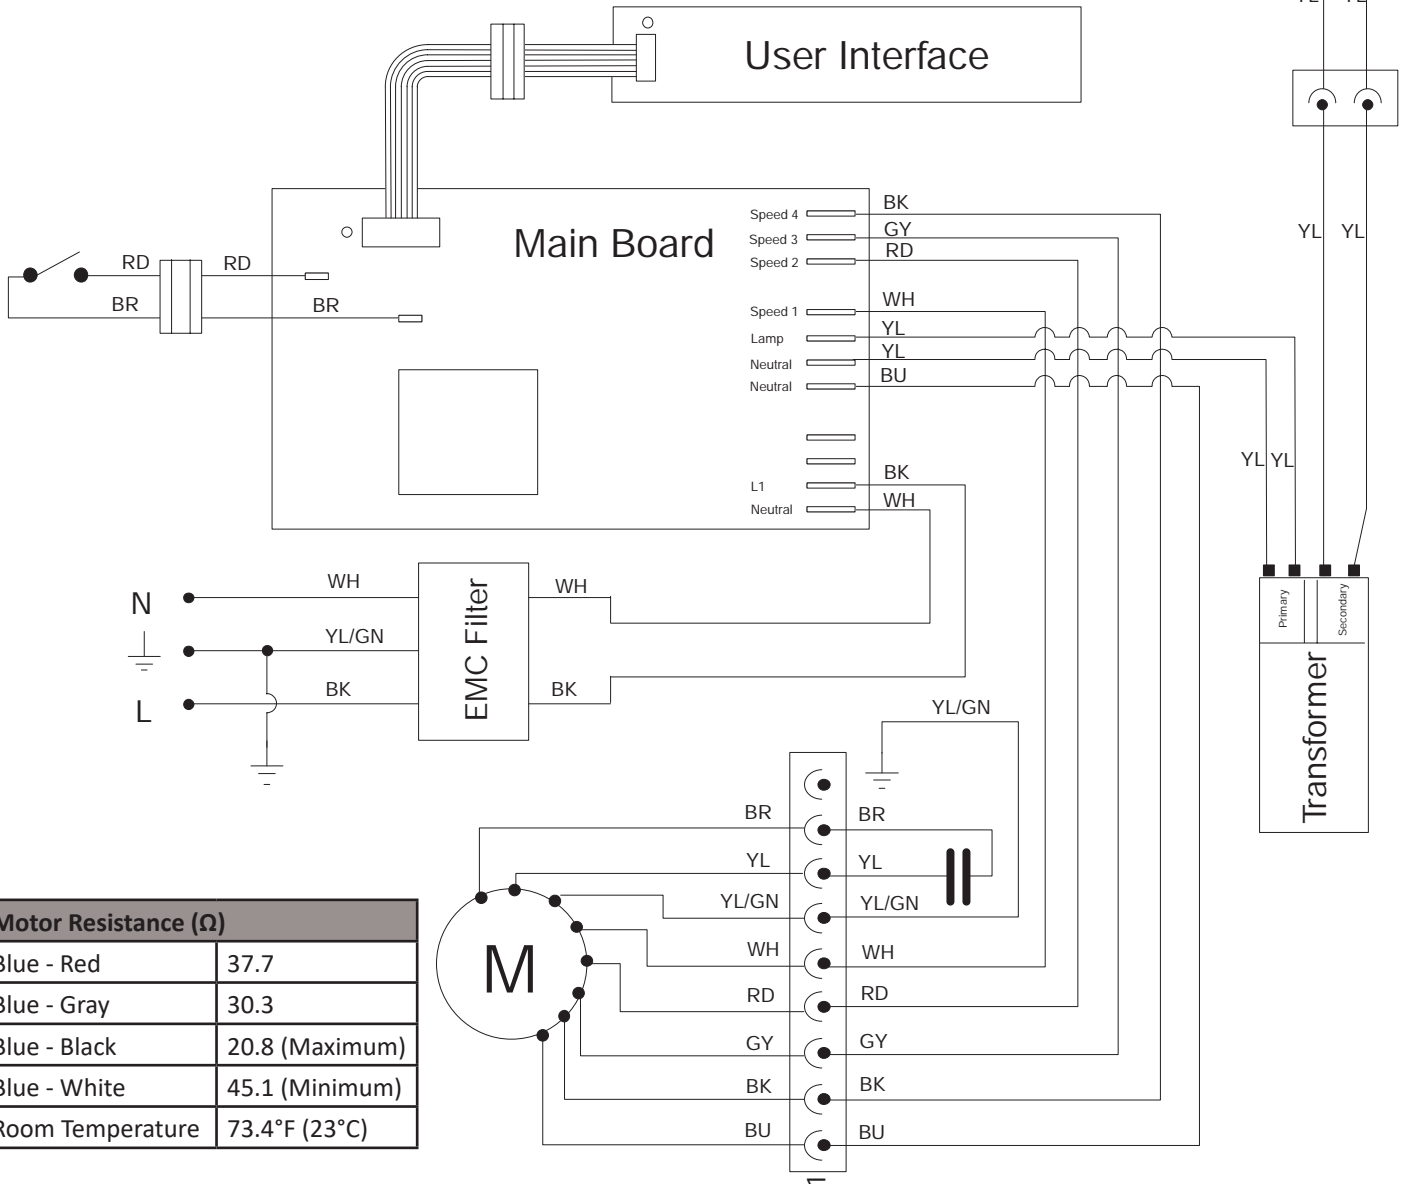 YL YL
User Interface
Main Board
Speed 4
BK
Speed 3
GY
Speed 2
RD
Speed 1
WH
Lamp
YL
Neutral
YL
Neutral
BU
L1
BK
Neutral
WH
RD
RD
BR
BR
YL YL
YL YL
Primary
Secondary
Transformer
N
WH
WH
YL/GN
EMC Filter
L
BK
BK
YL/GN
BR
BR
YL
YL
YL/GN
YL/GN
WH
WH
M
RD
RD
GY
GY
BK
BK
BU
BU
1
Motor Resistance (Ω)
Blue - Red 37.7
Blue - Gray 30.3
Blue - Black 20.8 (Maximum)
Blue - White 45.1 (Minimum)
Room Temperature 73.4°F (23°C)